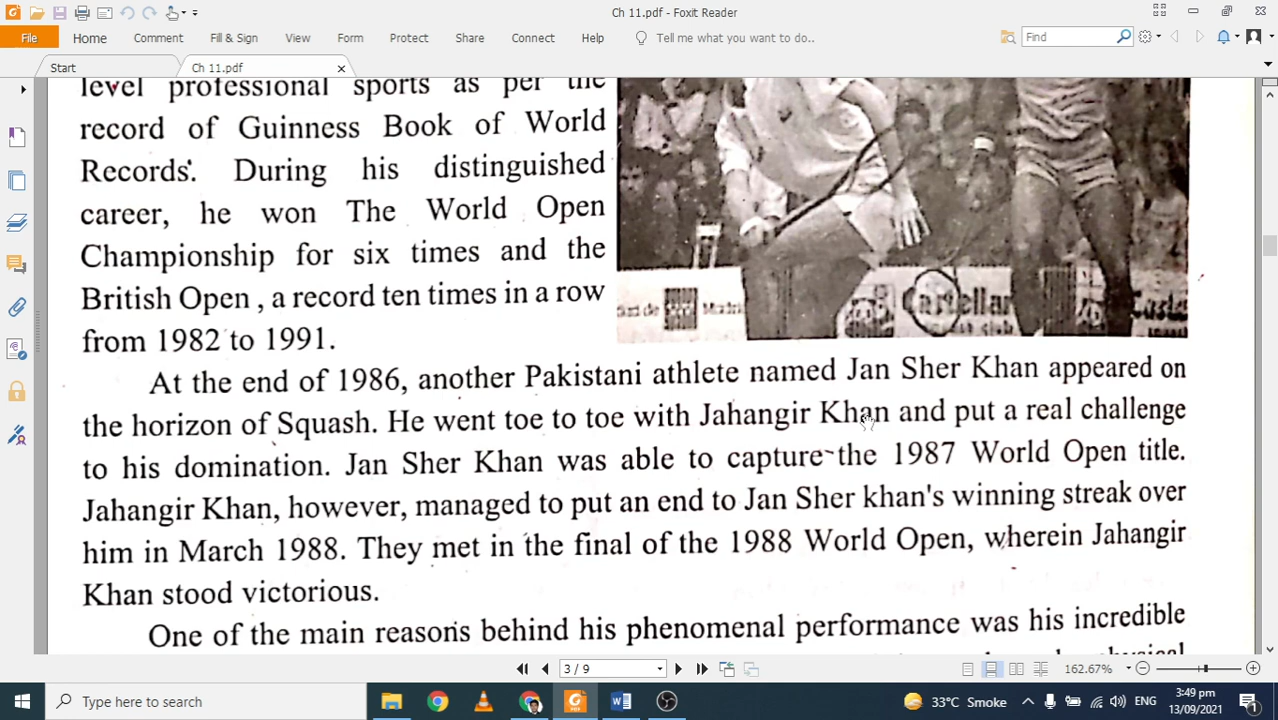 Ch 11.pdf - Foxit Reader
File Home Comment Fill & Sign View Form Protect Share Connect Help Tell me what you want to do.. Find
Start Ch 11.pdf
level professional sports as per the
record of Guinness Book of World
Records. During his distinguished
career, he won The World Open
Championship for six times and the
British Open , a record ten times in a row
from 1982 to 1991.
At the end of 1986, another Pakistani athlete named Jan Sher Khan appeared on
the horizon of Squash. He went toe to toe with Jahangir Khan and put a real challenge
to his domination. Jan Sher Khan was able to capture the 1987 World Open title.
Jahangir Khan, however, managed to put an end to Jan Sher khan's winning streak over
him in March 1988. They met in the final of the 1988 World Open, wherein Jahangir
Khan stood victorious.
One of the main reasons behind his phenomenal performance was his incredible
physical
3 / 9 162.67%
Type here to search 33°C Smoke ENG 3:49 pm
13/09/2021